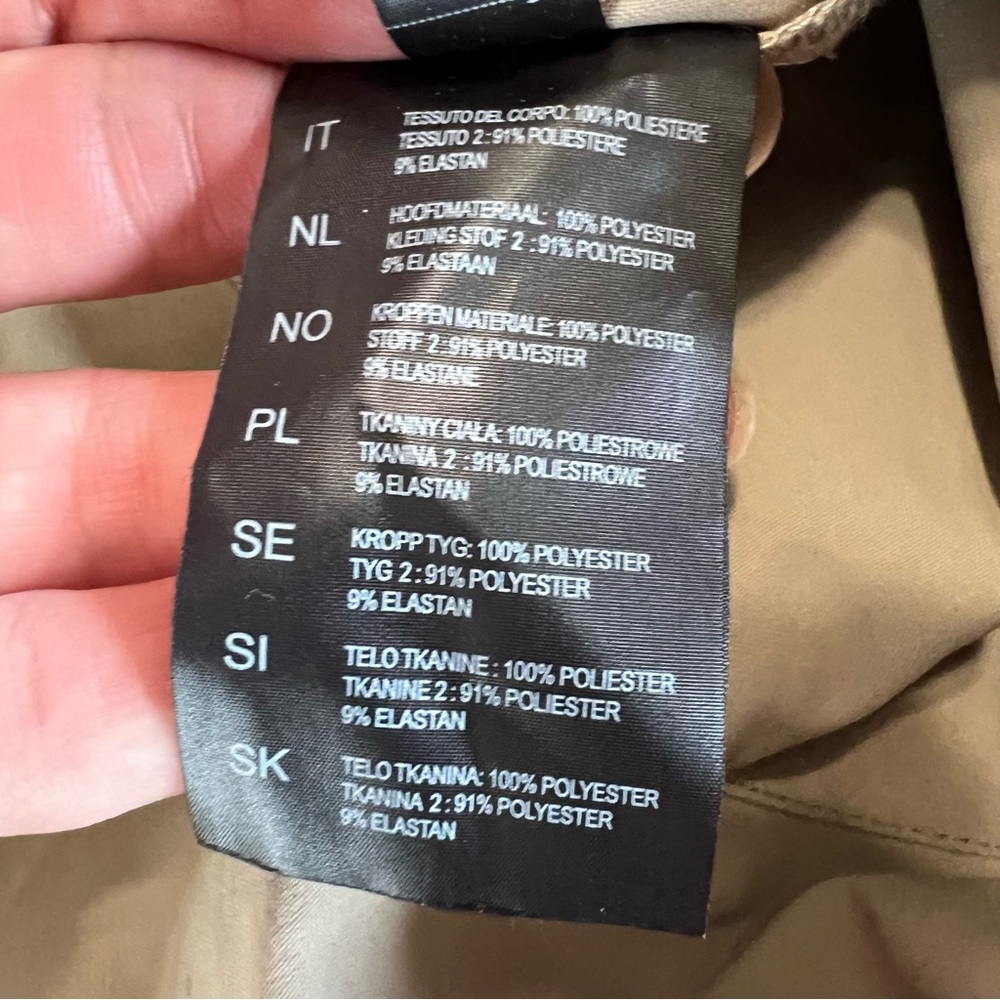 IT
TESSUTO DEL CORPO: 100% POLIESTERE
TESSUTO 2 : 91% POLIESTERE
9% ELASTAN
NL
HOOFDMATERIAAL: 100% POLYESTER
KLEDING STOF 2 : 91% POLYESTER
9% ELASTAAN
NO
KROPPEN MATERIALE: 100% POLYESTER
STOFF 2 : 91% POLYESTER
9% ELASTANE
PL
TKANINY CIAŁA: 100% POLIESTROWE
TKANINA 2 : 91% POLIESTROWE
9% ELASTAN
SE
KROPP TYG: 100% POLYESTER
TYG 2 : 91% POLYESTER
9% ELASTAN
SI
TELO TKANINE : 100% POLIESTER
TKANINE 2 : 91% POLIESTER
9% ELASTAN
SK
TELO TKANINA: 100% POLYESTER
TKANINA 2 : 91% POLYESTER
9% ELASTAN